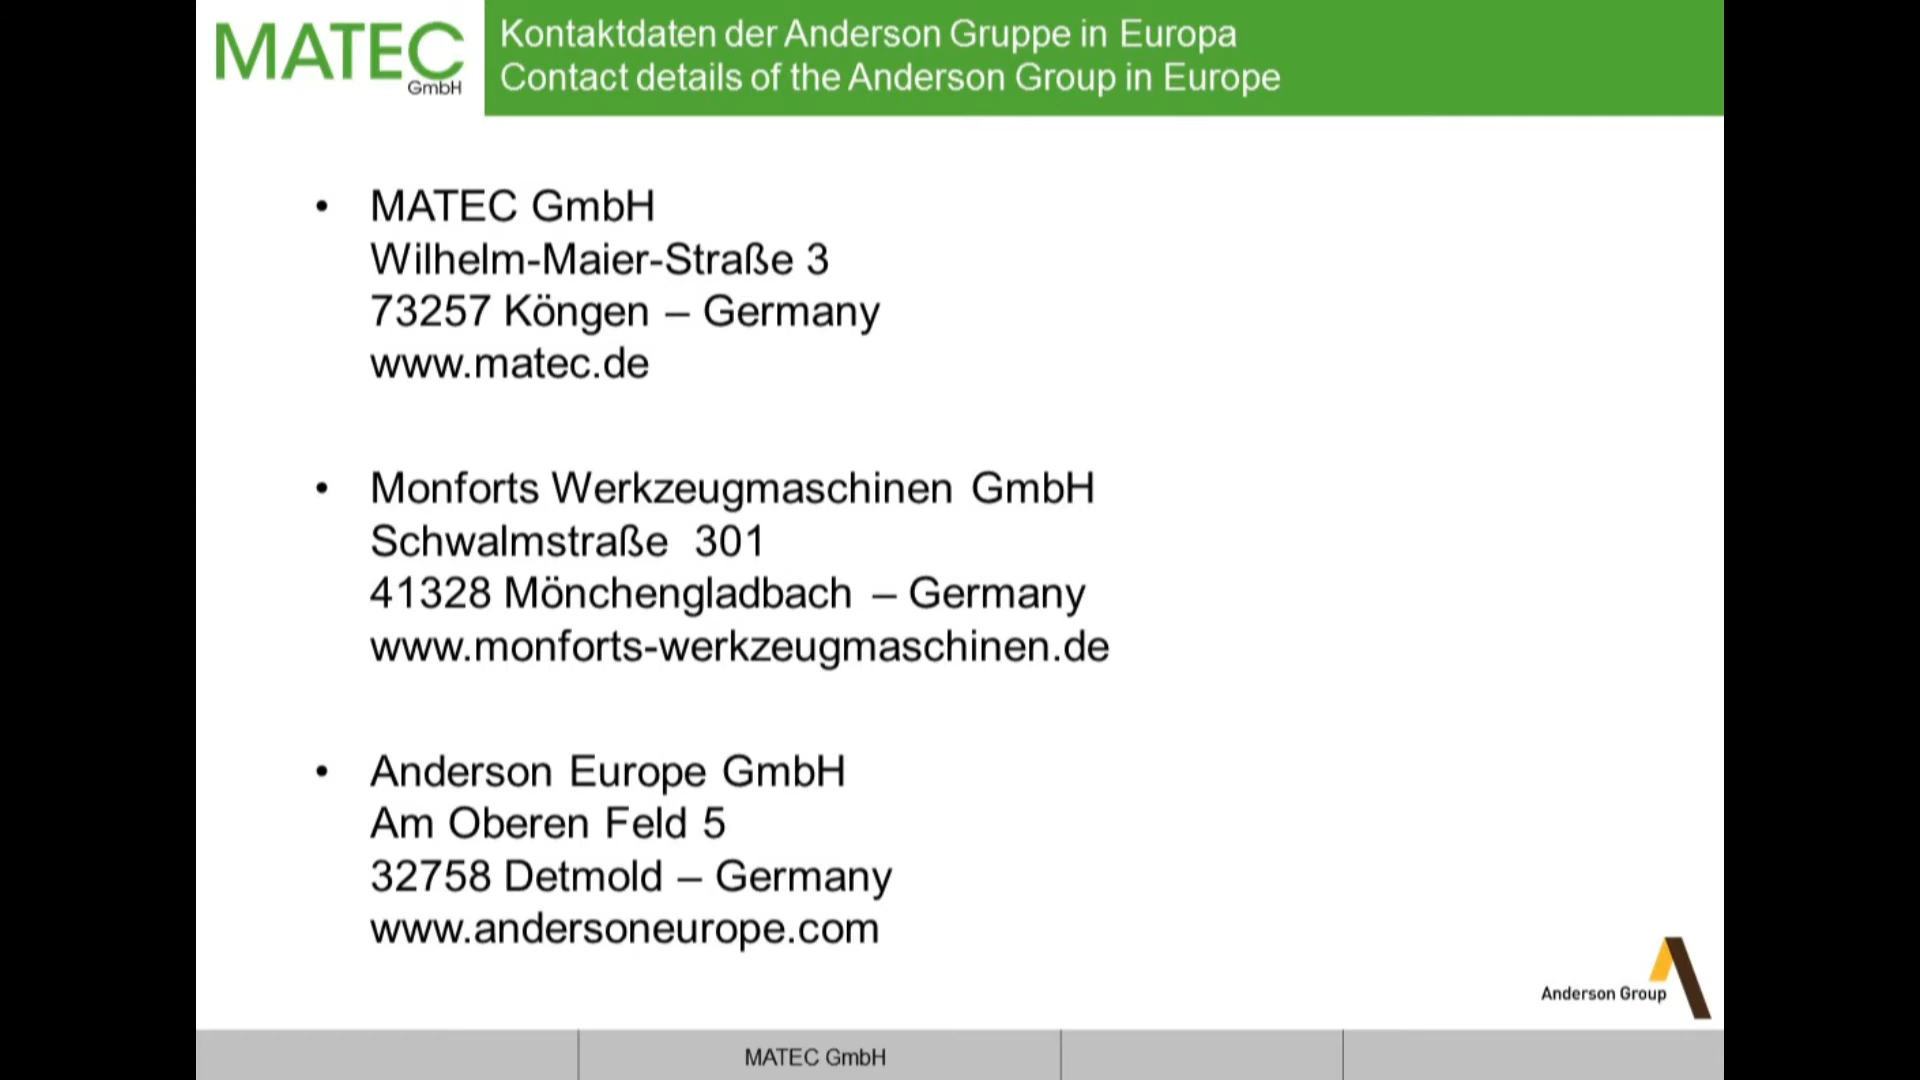 MATEC
GmbH
Kontaktdaten der Anderson Gruppe in Europa
Contact details of the Anderson Group in Europe
• MATEC GmbH
Wilhelm-Maier-Straße 3
73257 Köngen – Germany
www.matec.de
• Monforts Werkzeugmaschinen GmbH
Schwalmstraße 301
41328 Mönchengladbach – Germany
www.monforts-werkzeugmaschinen.de
• Anderson Europe GmbH
Am Oberen Feld 5
32758 Detmold – Germany
www.andersoneurope.com
Anderson Group
MATEC GmbH